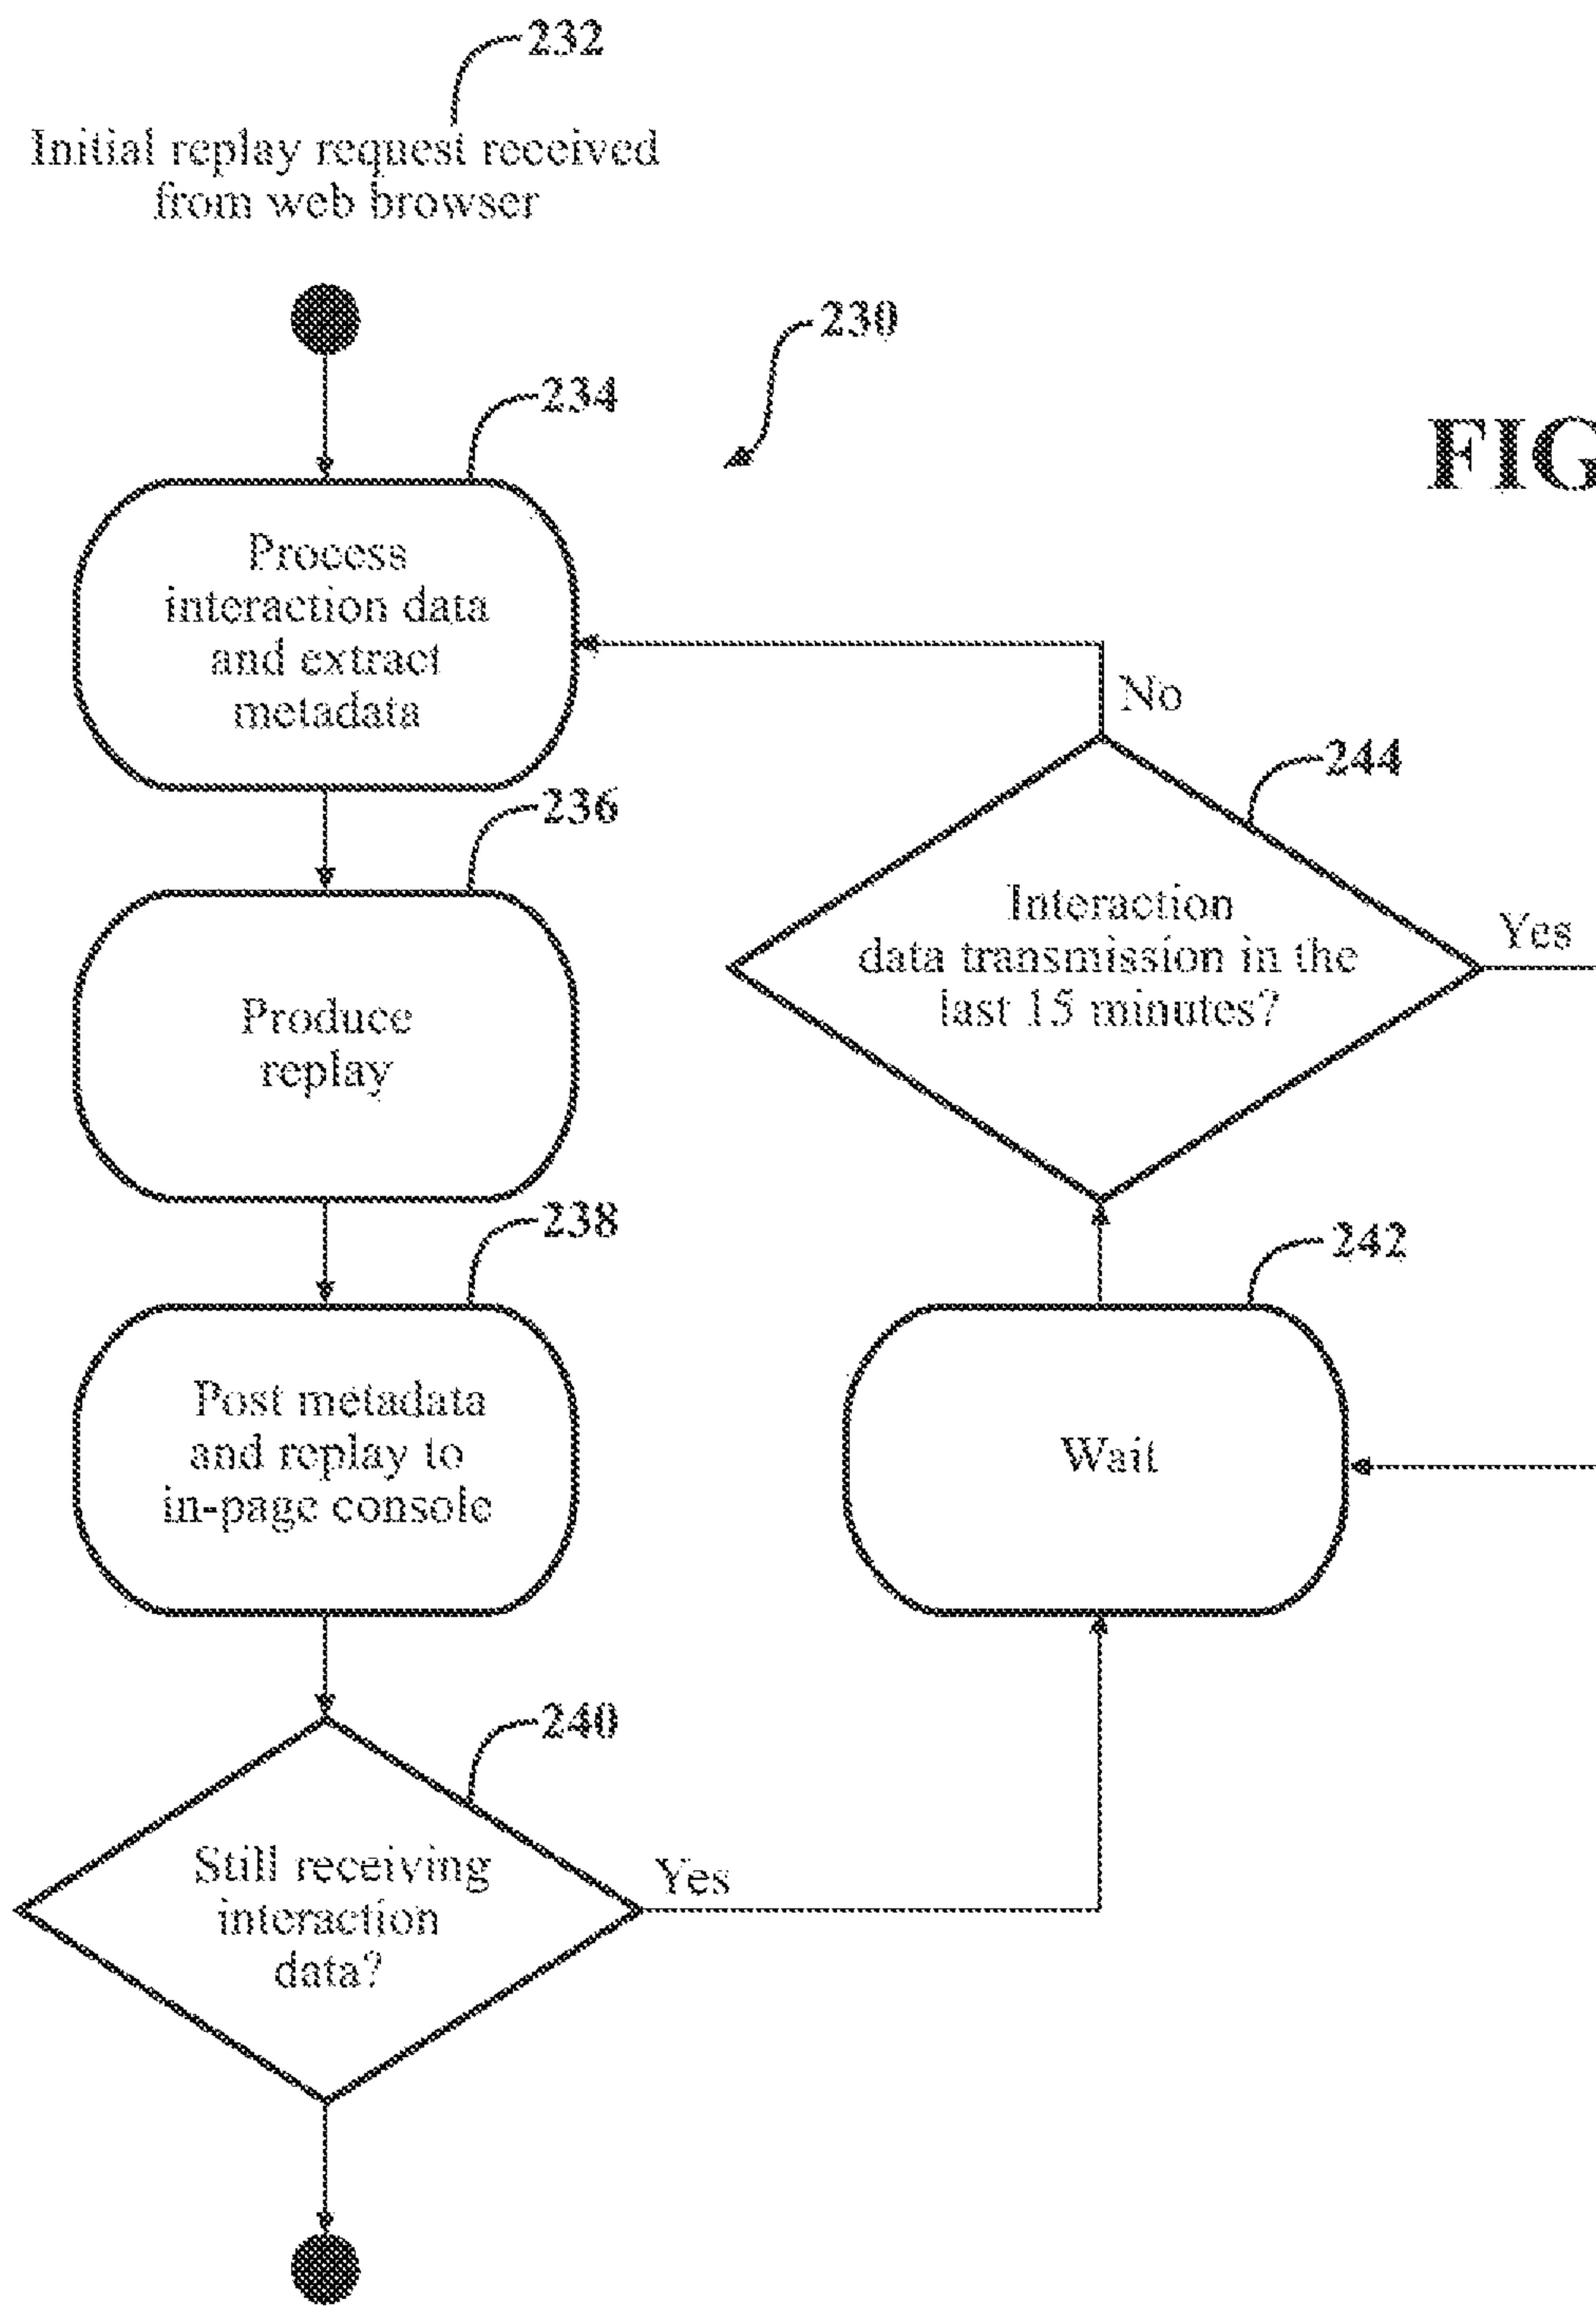 232
Initial replay request received
from web browser
230
234
FIG
Process
interaction data
and extract
metadata
No
244
236
Interaction
data transmission in the
last 15 minutes?
Yes
Produce
replay
238
242
Post metadata
and replay to
in-page console
Wait
240
Still receiving
interaction
data?
Yes